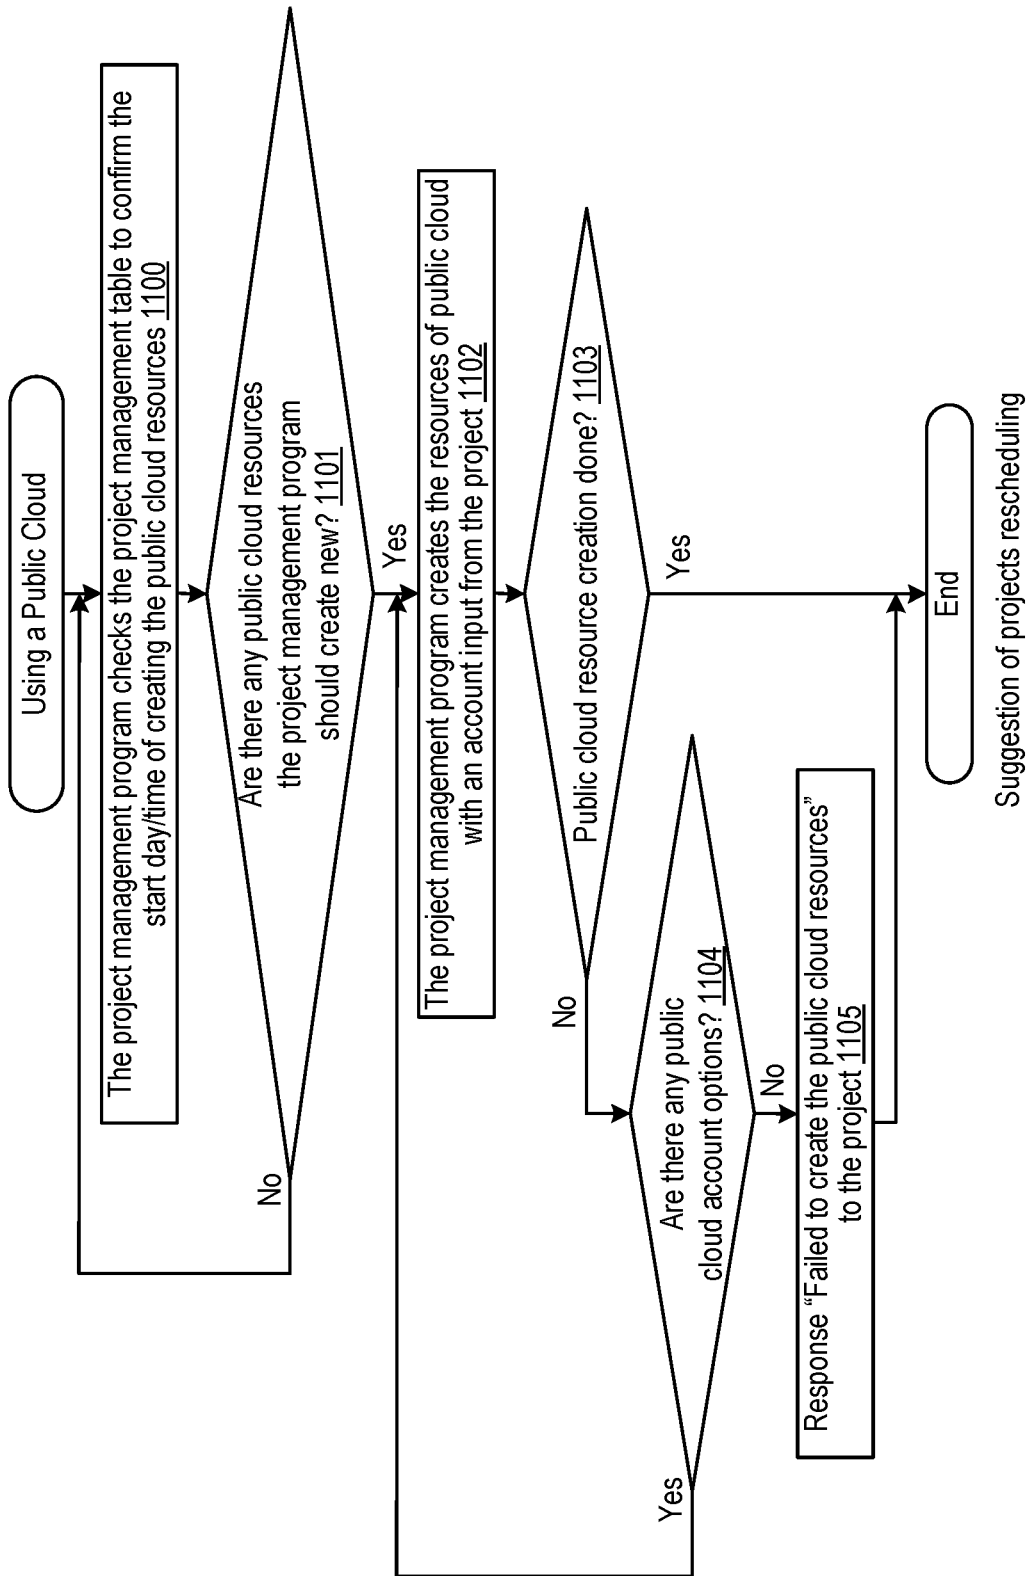 Using a Public Cloud
The project management program checks the project management table to confirm the
start day/time of creating the public cloud resources 1100
Are there any public cloud resources
the project management program
should create new? 1101
No
Yes
The project management program creates the resources of public cloud
with an account input from the project 1102
Public cloud resource creation done? 1103
No
Yes
Are there any public
cloud account options? 1104
Yes
No
Response “Failed to create the public cloud resources”
to the project 1105
End
Suggestion of projects rescheduling